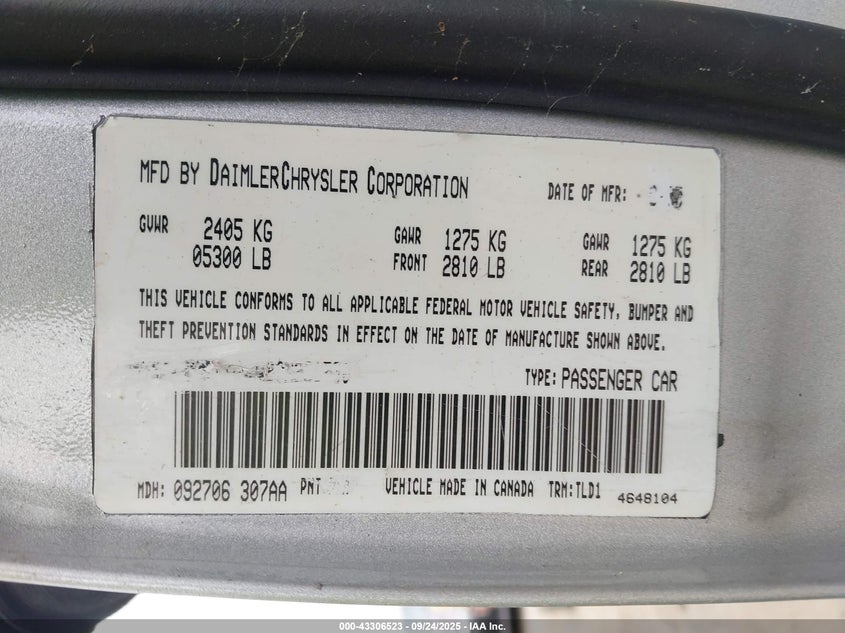 MFD BY DAIMLERCHRYSLER CORPORATION
DATE OF MFR:
GVWR 2405 KG GAWR 1275 KG GAWR 1275 KG
05300 LB FRONT 2810 LB REAR 2810 LB
THIS VEHICLE CONFORMS TO ALL APPLICABLE FEDERAL MOTOR VEHICLE SAFETY, BUMPER AND
THEFT PREVENTION STANDARDS IN EFFECT ON THE DATE OF MANUFACTURE SHOWN ABOVE.
TYPE: PASSENGER CAR
MDH: 092706 307AA PNT VEHICLE MADE IN CANADA TRM:TLD1 4648104
000-43306523 - 09/24/2025 - IAA Inc.